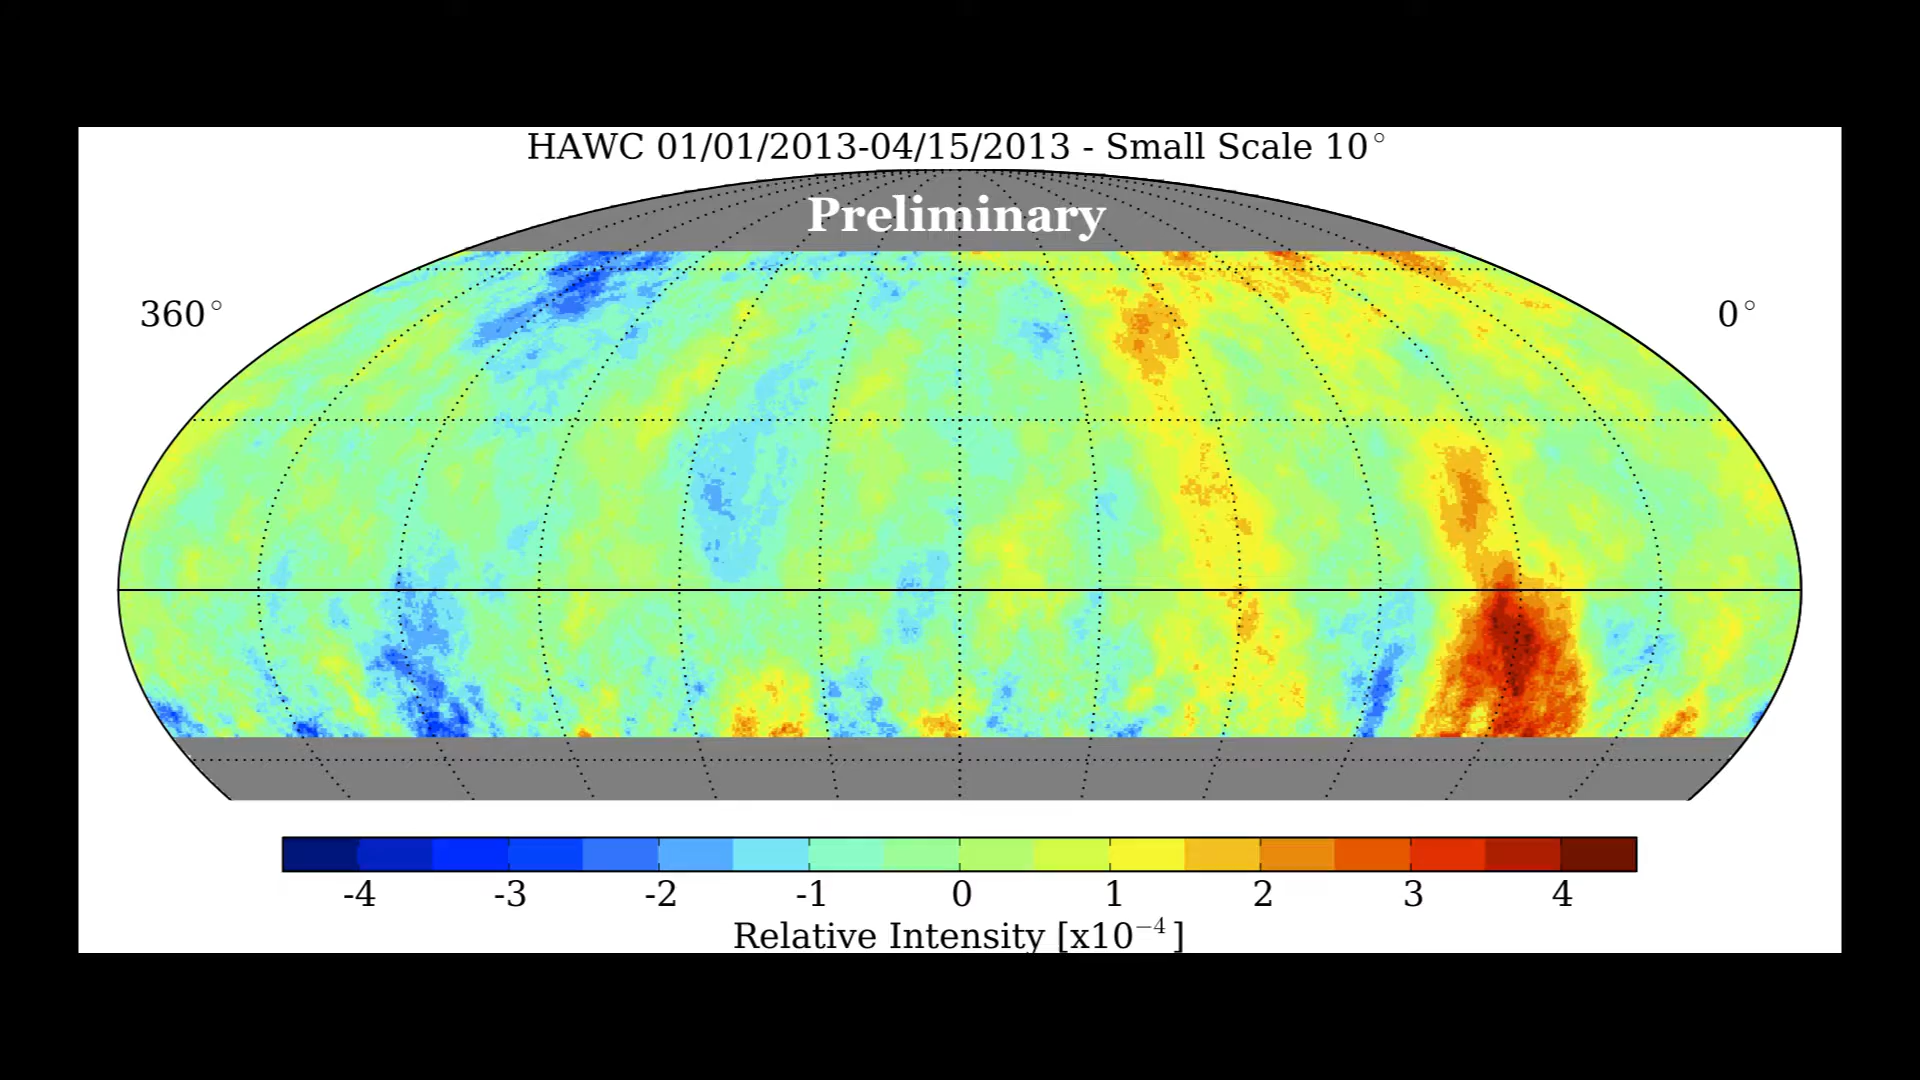 HAWC 01/01/2013-04/15/2013 - Small Scale 10°
Preliminary
360° 0°
-4 -3 -2 -1 0 1 2 3 4
Relative Intensity [x10⁻⁴]